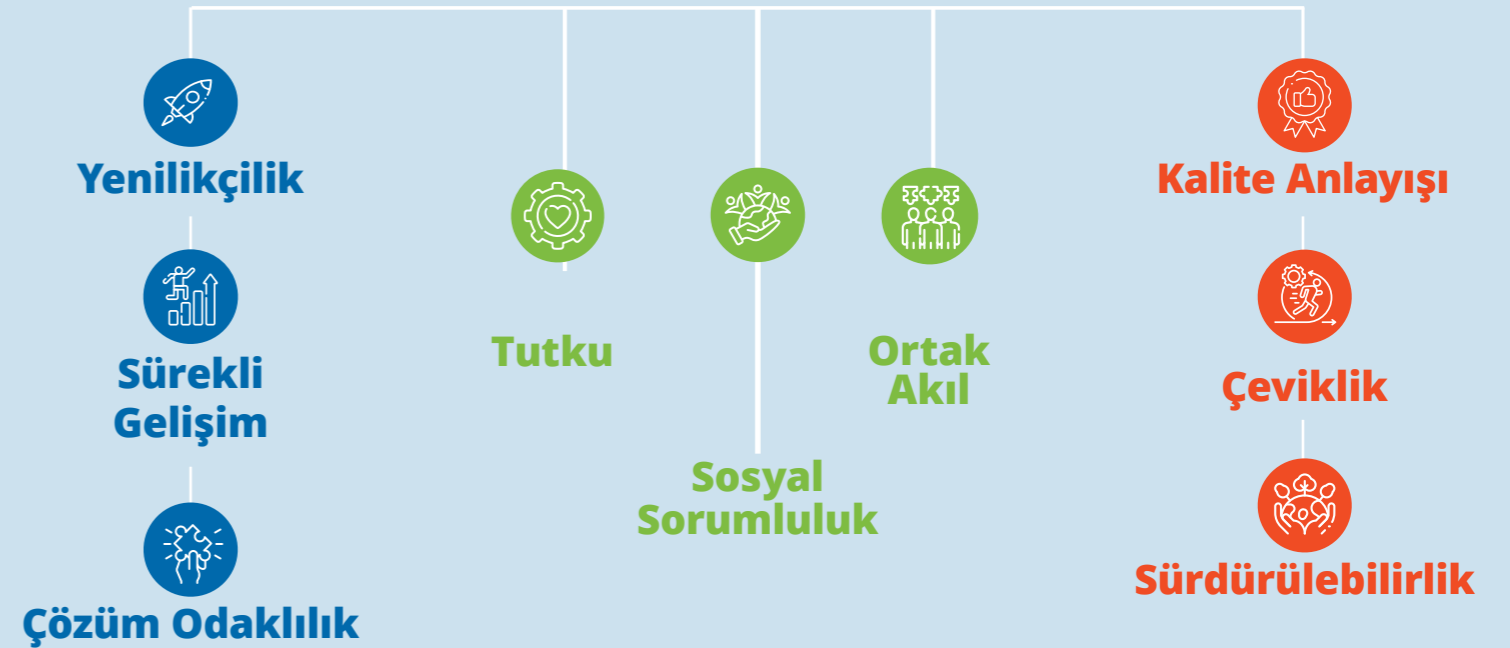 Yenilikçilik
Sürekli
Gelişim
Çözüm Odaklılık
Tutku
Sosyal
Sorumluluk
Ortak
Akıl
Kalite Anlayışı
Çeviklik
Sürdürülebilirlik